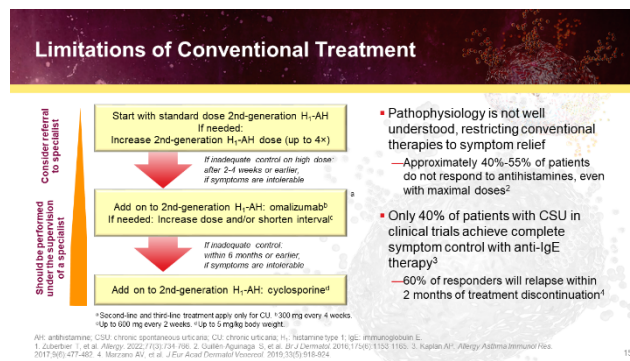 Limitations of Conventional Treatment
Consider referral
to specialist
Should be performed
under the supervision
of a specialist
Start with standard dose 2nd-generation H₁-AH
If needed:
Increase 2nd-generation H₁-AH dose (up to 4×)
If inadequate control on high dose:
after 2-4 weeks or earlier,
if symptoms are intolerable
a
Add on to 2nd-generation H₁-AH: omalizumabᵇ
If needed: Increase dose and/or shorten intervalᶜ
If inadequate control:
within 6 months or earlier,
if symptoms are intolerable
Add on to 2nd-generation H₁-AH: cyclosporineᵈ
ᵃ Second-line and third-line treatment apply only for CU. ᵇ 300 mg every 4 weeks.
ᶜ Up to 600 mg every 2 weeks. ᵈ Up to 5 mg/kg body weight.
▪ Pathophysiology is not well
understood, restricting conventional
therapies to symptom relief
—Approximately 40%-55% of patients
do not respond to antihistamines, even
with maximal doses²
▪ Only 40% of patients with CSU in
clinical trials achieve complete
symptom control with anti-IgE
therapy³
—60% of responders will relapse within
2 months of treatment discontinuation⁴
AH: antihistamine; CSU: chronic spontaneous urticaria; CU: chronic urticaria; H₁: histamine type 1; IgE: immunoglobulin E.
1. Zuberbier T, et al. Allergy. 2022;77(3):734-766. 2. Guillén-Aguinaga S, et al. Br J Dermatol. 2016;175(6):1153-1165. 3. Kaplan AP. Allergy Asthma Immunol Res.
2017;9(6):477-482. 4. Marzano AV, et al. J Eur Acad Dermatol Venereol. 2019;33(5):918-924.